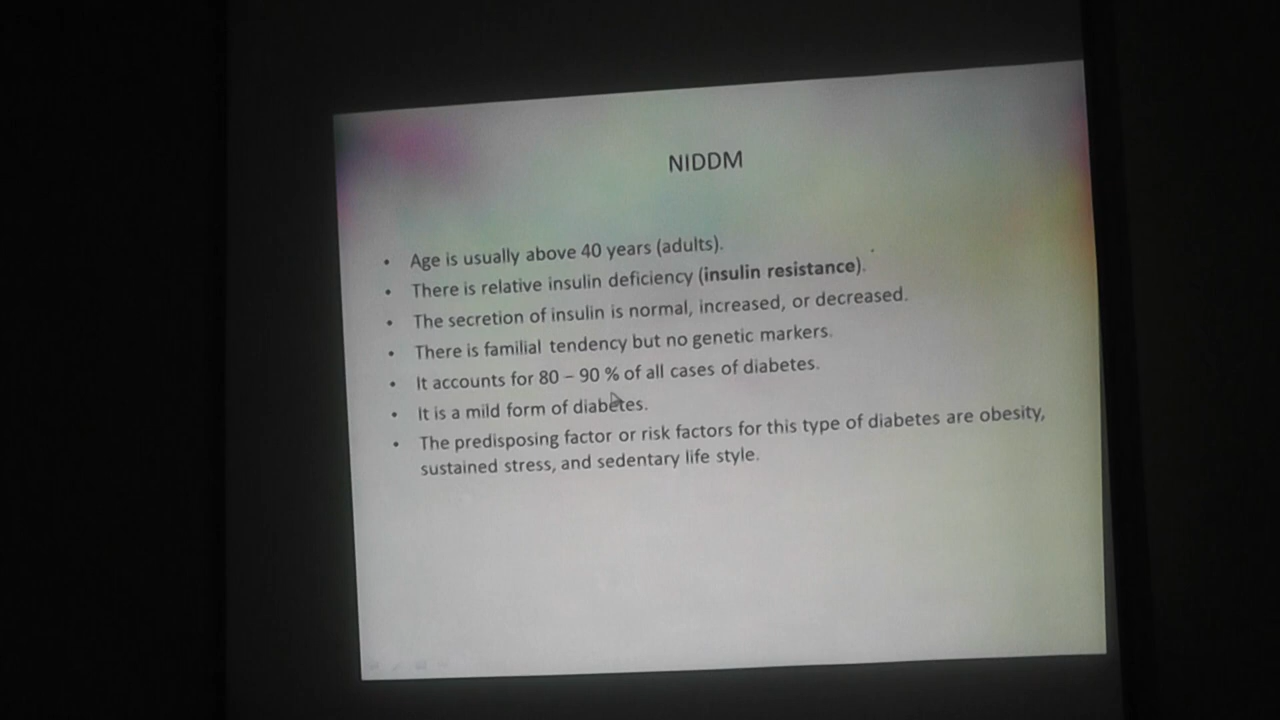 NIDDM
• Age is usually above 40 years (adults).
• There is relative insulin deficiency (insulin resistance).
• The secretion of insulin is normal, increased, or decreased.
• There is familial tendency but no genetic markers.
• It accounts for 80 – 90 % of all cases of diabetes.
• It is a mild form of diabetes.
• The predisposing factor or risk factors for this type of diabetes are obesity,
sustained stress, and sedentary life style.